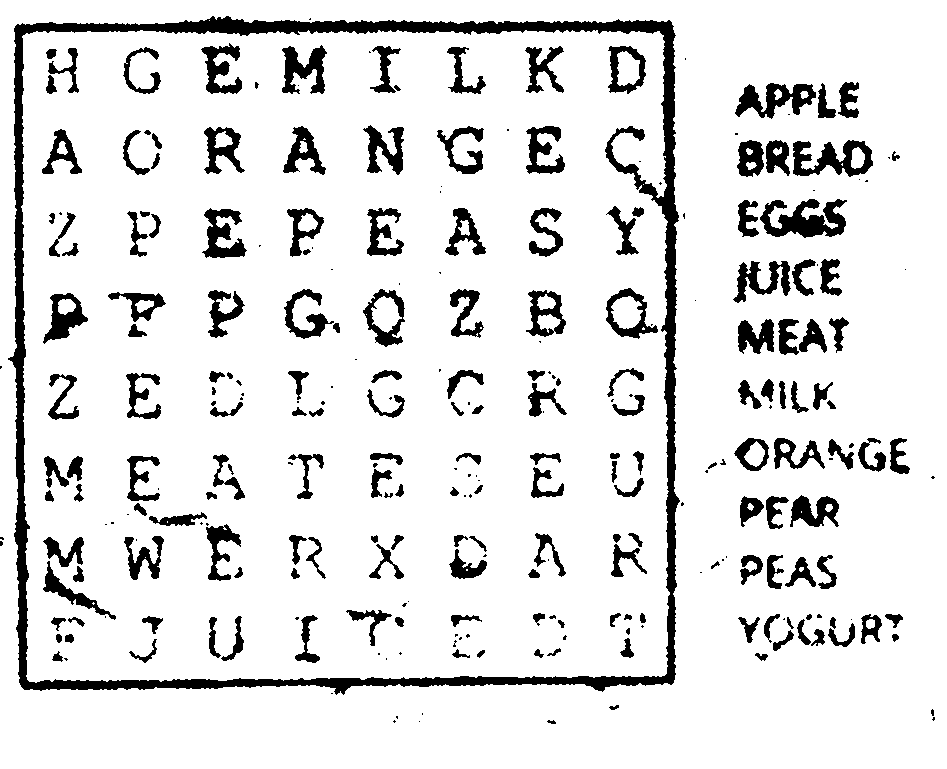 H G E M I L K D
A O R A N G E C
Z P E P E A S Y
P F P G Q Z B O
Z E D L G C R G
M E A T E S E U
M W E R X D A R
F J U I C E D T
APPLE
BREAD
EGGS
JUICE
MEAT
MILK
ORANGE
PEAR
PEAS
YOGURT